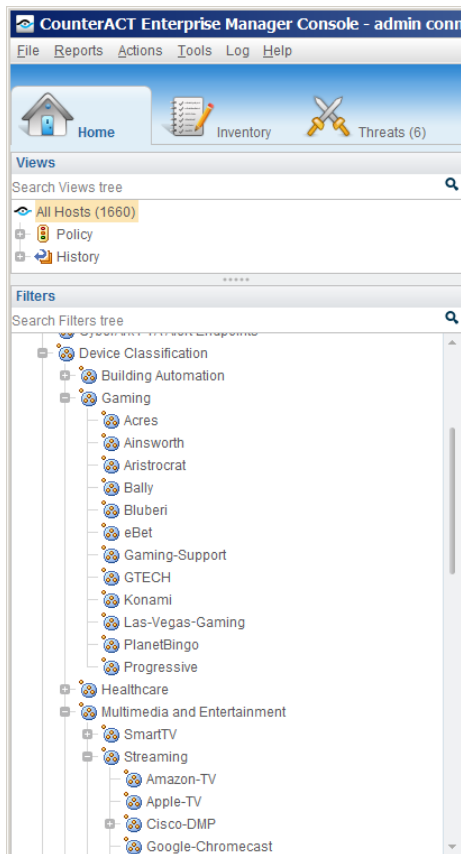 CounterACT Enterprise Manager Console - admin conn
File Reports Actions Tools Log Help
Home Inventory Threats (6)
Views
Search Views tree
All Hosts (1660)
Policy
History
Filters
Search Filters tree
Device Classification
Building Automation
Gaming
Acres
Ainsworth
Aristrocrat
Bally
Bluberi
eBet
Gaming-Support
GTECH
Konami
Las-Vegas-Gaming
PlanetBingo
Progressive
Healthcare
Multimedia and Entertainment
SmartTV
Streaming
Amazon-TV
Apple-TV
Cisco-DMP
Google-Chromecast